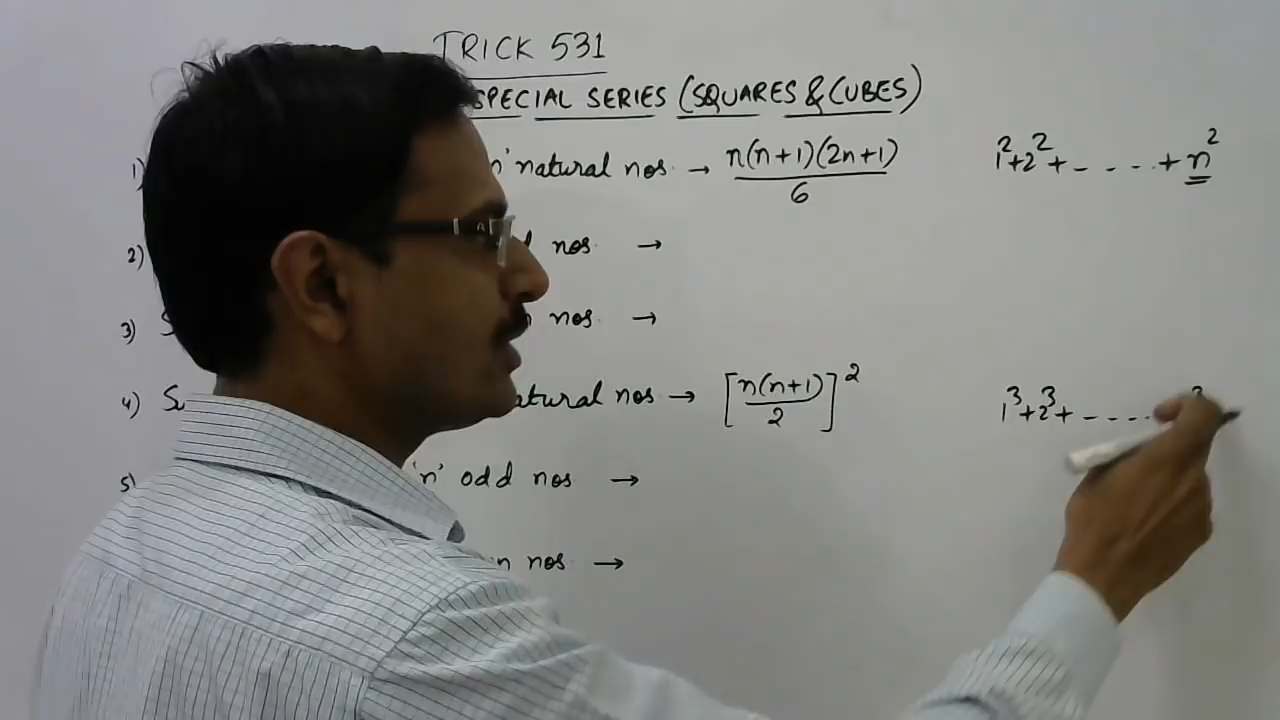 TRICK 531
SPECIAL SERIES (SQUARES & CUBES)
1) n' natural nos. → n(n+1)(2n+1)/6 1²+2²+ - - - - + n²
2) nos. →
3) nos. →
4) nos → [n(n+1)/2]² 1³+2³+ - - - -
5) 'n' odd nos →
nos →